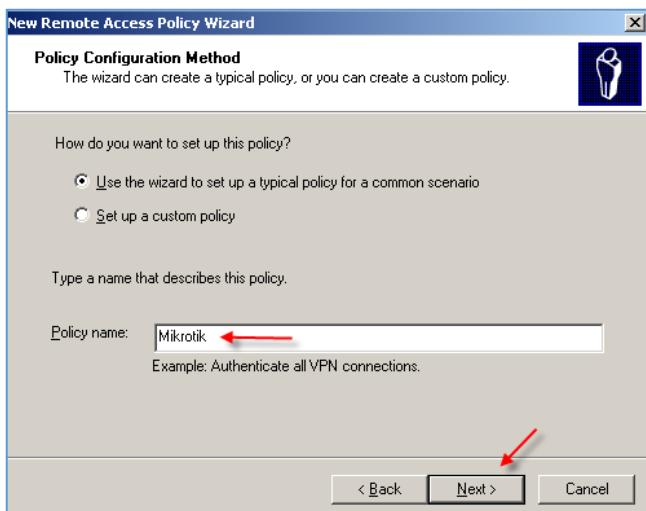 New Remote Access Policy Wizard
Policy Configuration Method
The wizard can create a typical policy, or you can create a custom policy.
How do you want to set up this policy?
Use the wizard to set up a typical policy for a common scenario
Set up a custom policy
Type a name that describes this policy.
Policy name: Mikrotik
Example: Authenticate all VPN connections.
< Back Next > Cancel